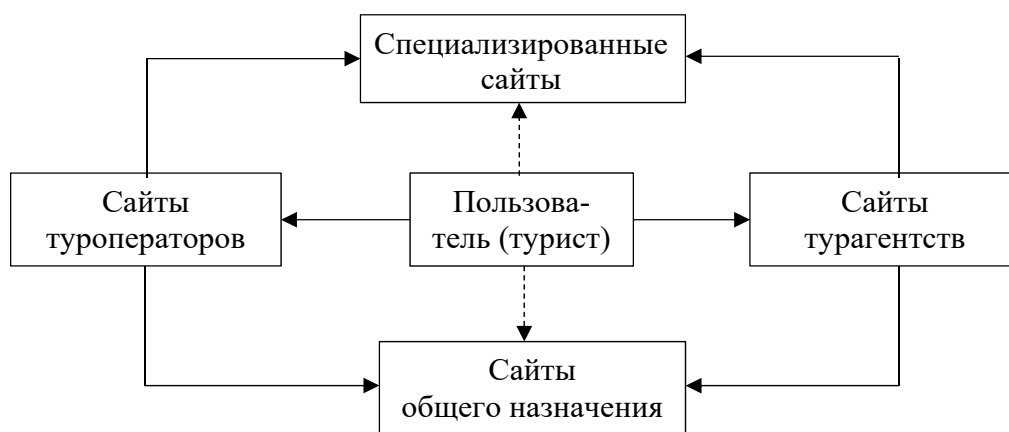 Специализированные
сайты
Сайты
туроператоров
Пользова-
тель (турист)
Сайты
турагентств
Сайты
общего назначения